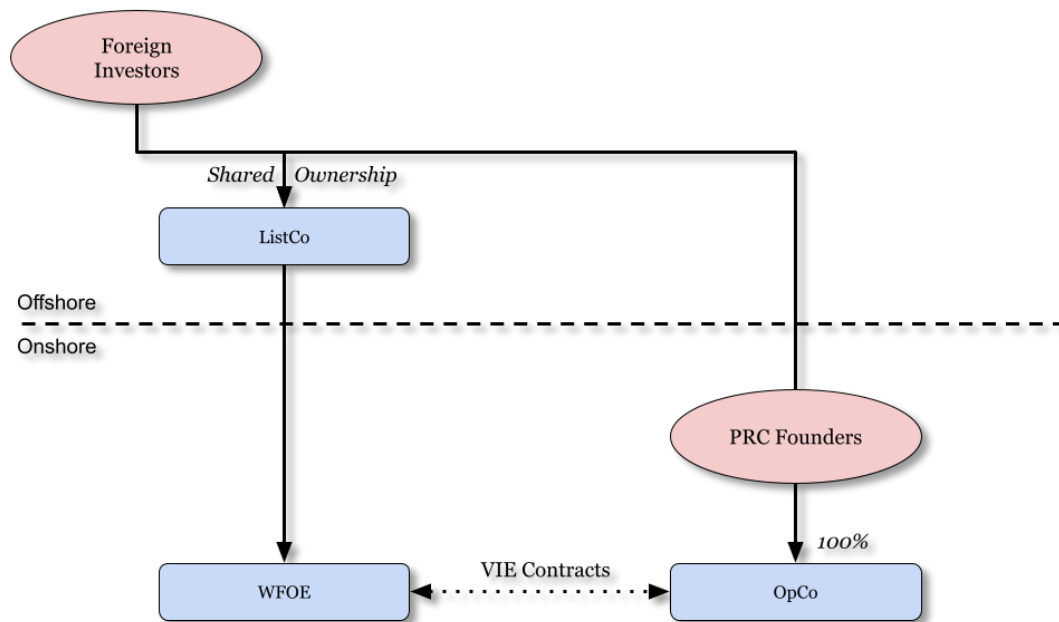 Foreign
Investors
Shared Ownership
ListCo
Offshore
Onshore
PRC Founders
100%
VIE Contracts
WFOE
OpCo